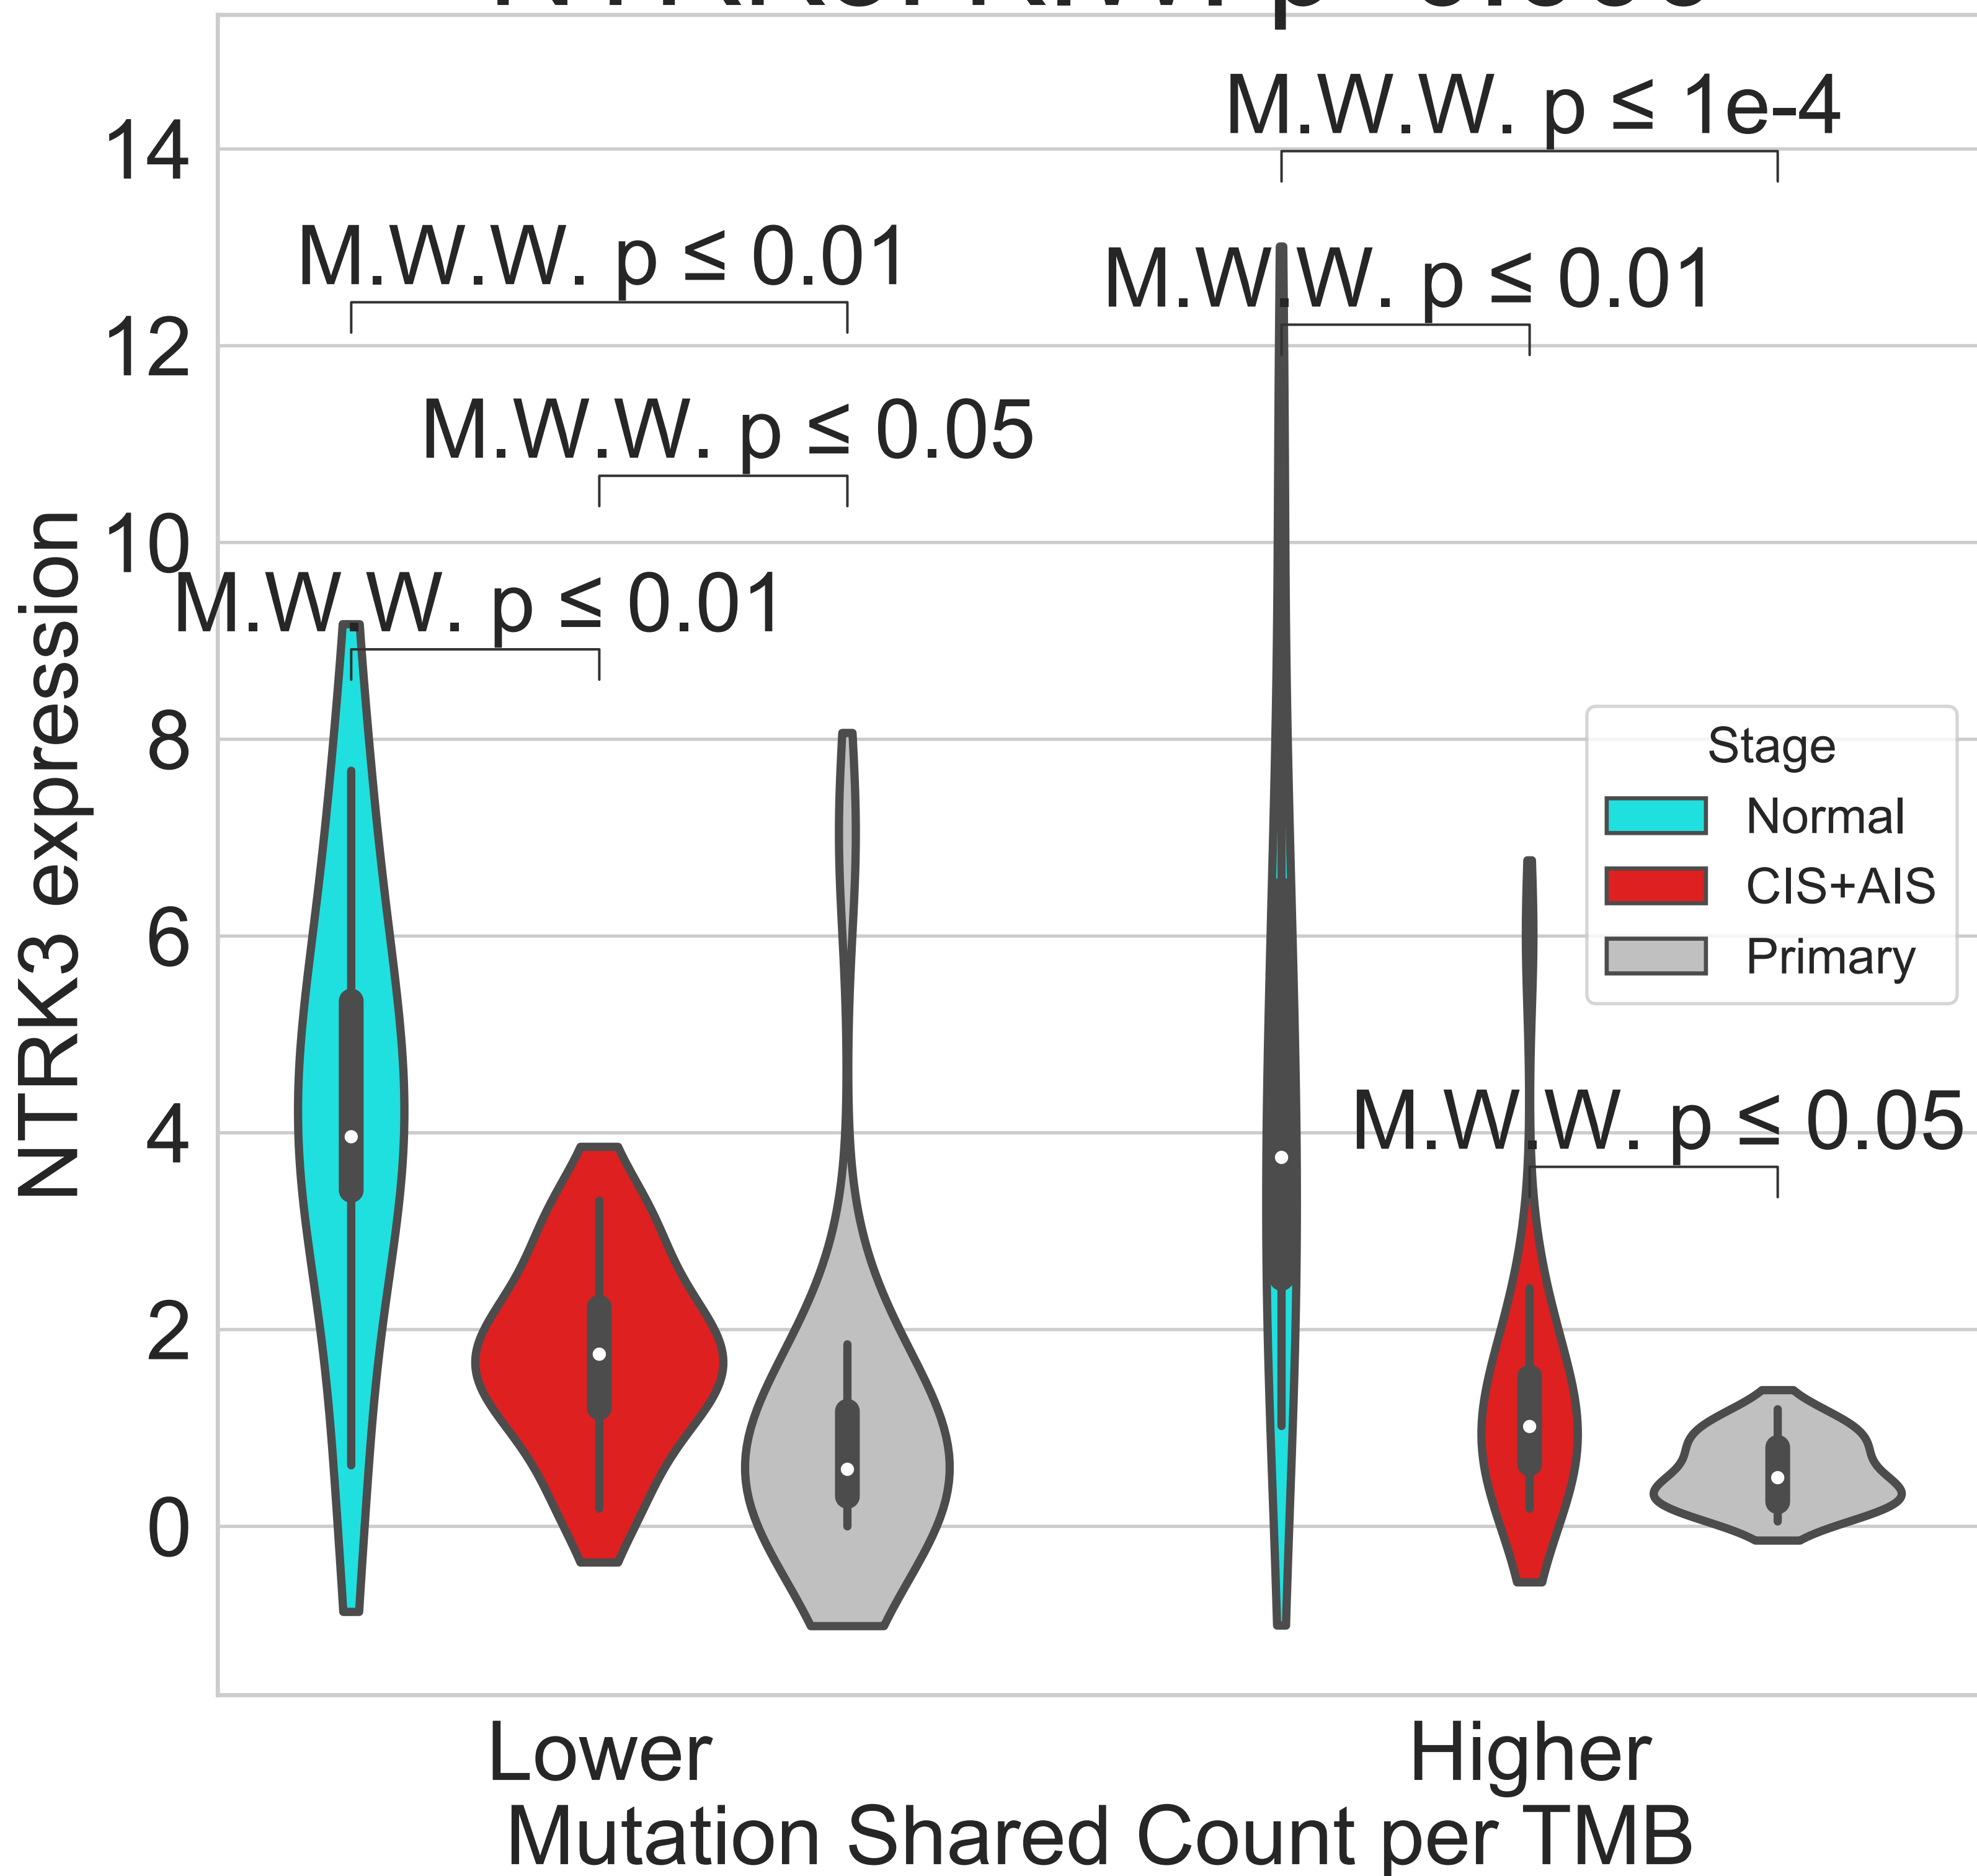 M.W.W. p ≤ 1e-4
14
M.W.W. p ≤ 0.01
M.W.W. p ≤ 0.01
12
M.W.W. p ≤ 0.05
10
M.W.W. p ≤ 0.01
8
Stage
Normal
CIS+AIS
Primary
6
M.W.W. p ≤ 0.05
4
2
0
NTRK3 expression
Lower
Higher
Mutation Shared Count per TMB